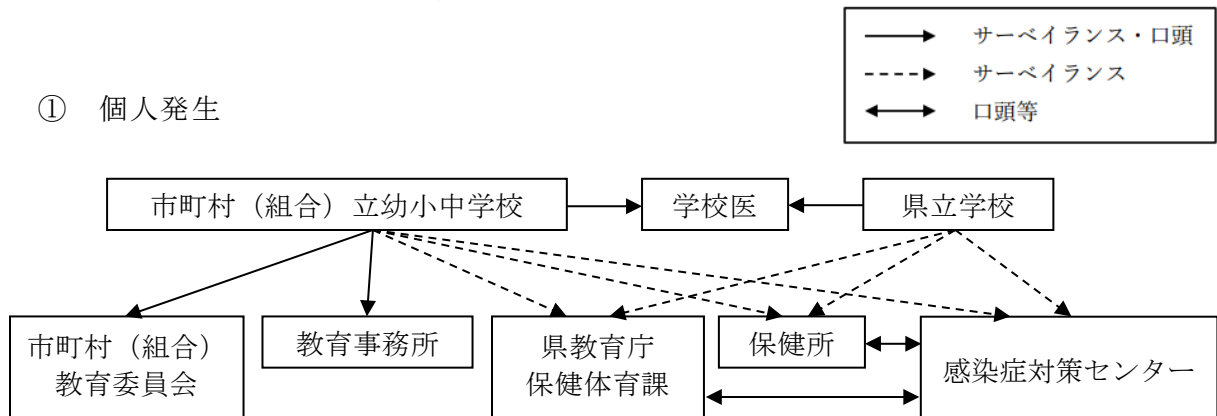 サーベイランス・口頭
サーベイランス
口頭等
① 個人発生
市町村（組合）立幼小中学校
学校医
県立学校
市町村（組合）
教育委員会
教育事務所
県教育庁
保健体育課
保健所
感染症対策センター